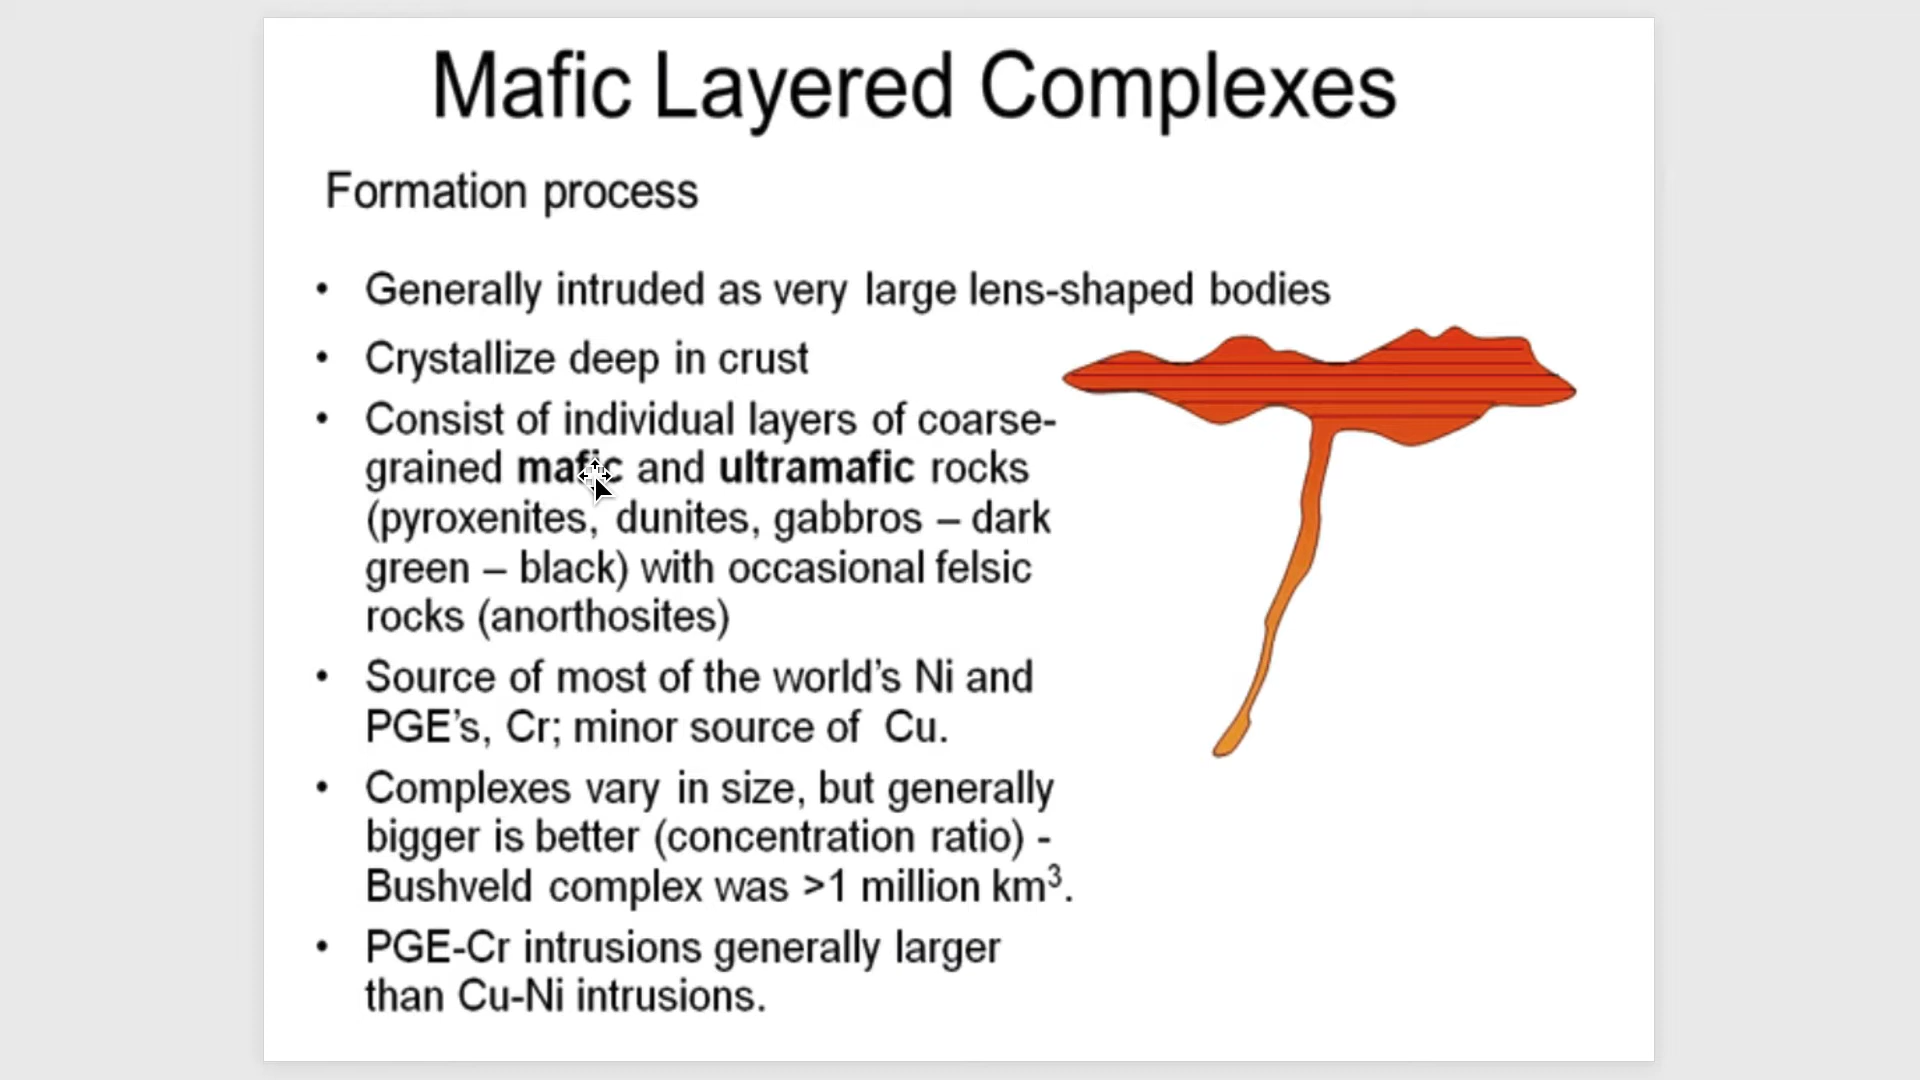 Mafic Layered Complexes
Formation process
• Generally intruded as very large lens-shaped bodies
• Crystallize deep in crust
• Consist of individual layers of coarse-
grained mafic and ultramafic rocks
(pyroxenites, dunites, gabbros – dark
green – black) with occasional felsic
rocks (anorthosites)
• Source of most of the world’s Ni and
PGE’s, Cr; minor source of Cu.
• Complexes vary in size, but generally
bigger is better (concentration ratio) -
Bushveld complex was >1 million km³.
• PGE-Cr intrusions generally larger
than Cu-Ni intrusions.